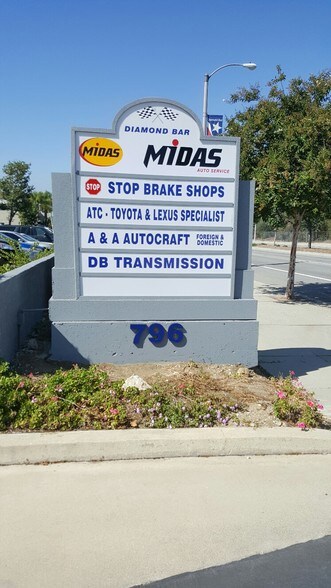 DIAMOND BAR
MIDAS
MIDAS
AUTO SERVICE
STOP
STOP BRAKE SHOPS
ATC - TOYOTA & LEXUS SPECIALIST
A & A AUTOCRAFT FOREIGN &
DOMESTIC
DB TRANSMISSION
796